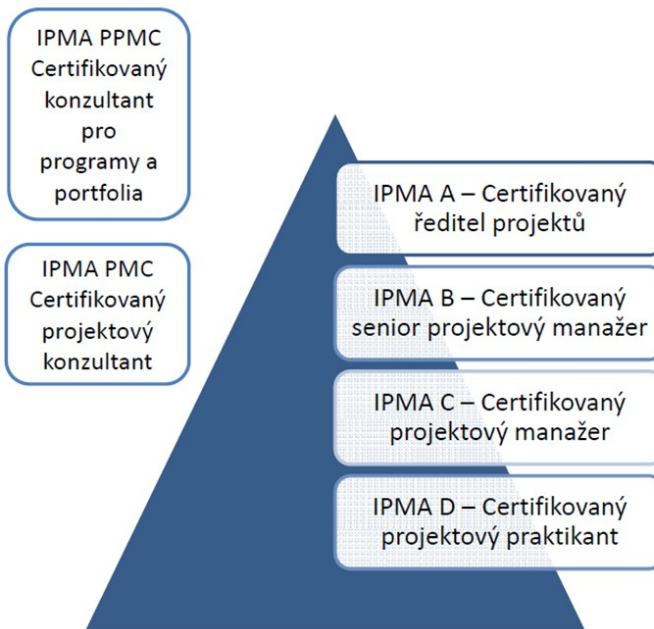 IPMA PPMC
Certifikovaný
konzultant
pro
programy a
portfolia
IPMA PMC
Certifikovaný
projektový
konzultant
IPMA A – Certifikovaný
ředitel projektů
IPMA B – Certifikovaný
senior projektový manažer
IPMA C – Certifikovaný
projektový manažer
IPMA D – Certifikovaný
projektový praktikant